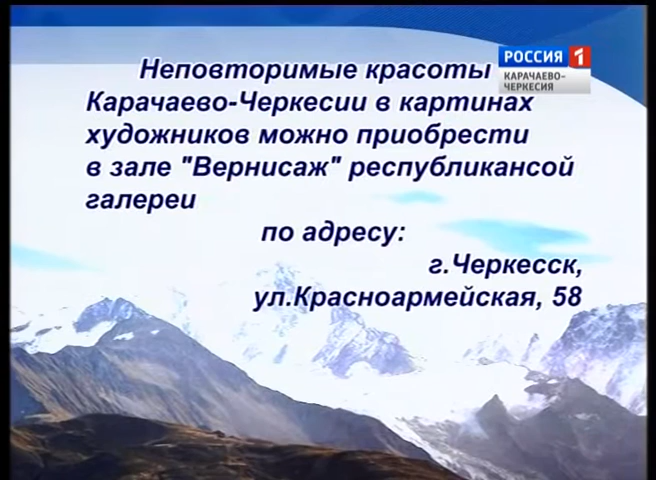 Неповторимые красоты
РОССИЯ 1
КАРАЧАЕВО-
ЧЕРКЕСИЯ
Карачаево-Черкесии в картинах
художников можно приобрести
в зале "Вернисаж" республикансой
галереи
по адресу:
г.Черкесск,
ул.Красноармейская, 58